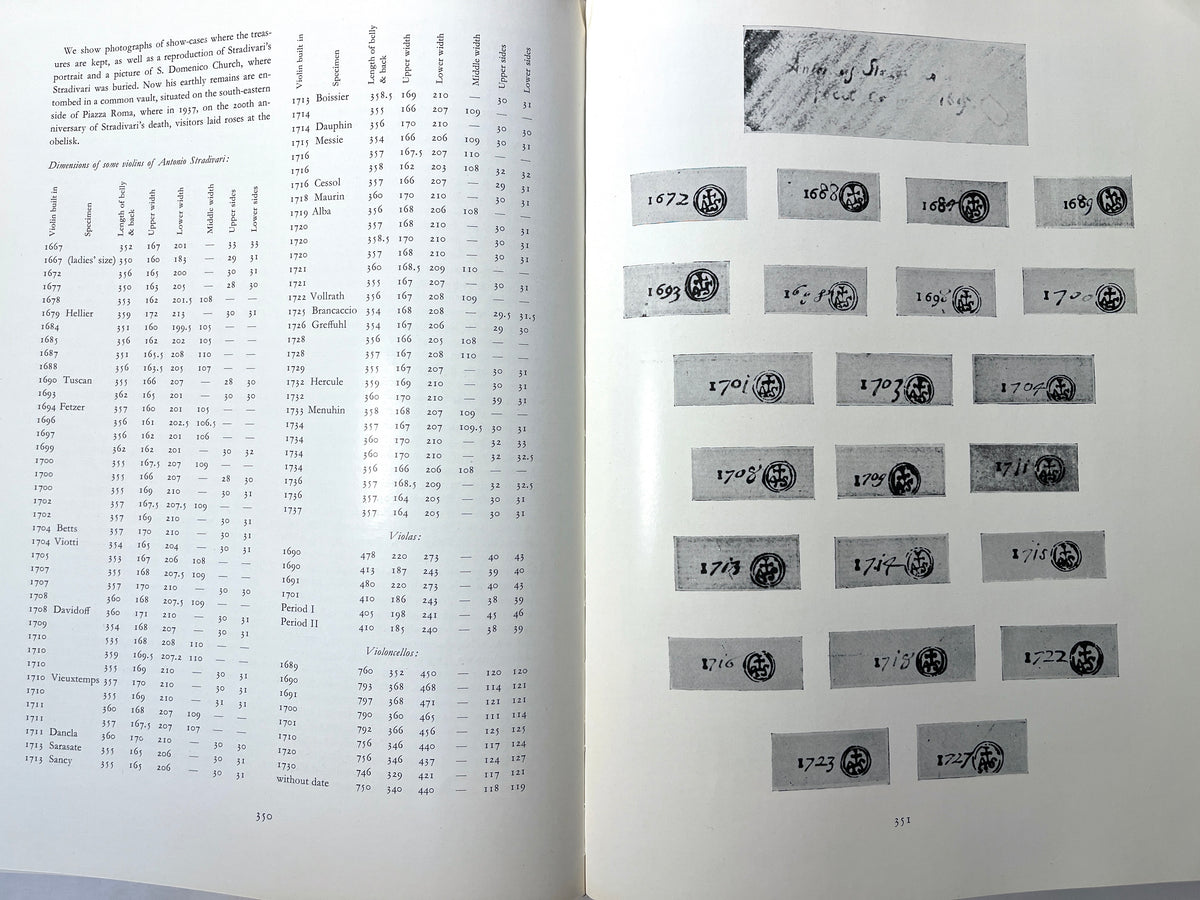 We show photographs of show-cases where the treas-
ures are kept, as well as a reproduction of Stradivari's
portrait and a picture of S. Domenico Church, where
Stradivari was buried. Now his earthly remains are en-
tombed in a common vault, situated on the south-eastern
side of Piazza Roma, where in 1937, on the 200th an-
niversary of Stradivari's death, visitors laid roses at the
obelisk.
Dimensions of some violins of Antonio Stradivari:
Violin built in Specimen Length of belly & back Upper width Lower width Middle width Upper sides Lower sides
1667 352 167 201 — 33 33
1667 (ladies' size) 350 160 183 — 29 31
1672 356 165 200 — 30 31
1677 350 163 205 — 28 30
1678 353 162 201.5 108 — —
1679 Hellier 359 172 213 — 30 31
1684 351 160 199.5 105 — —
1685 356 162 202 105 — —
1687 351 165.5 208 110 — —
1688 356 163.5 205 107 — —
1690 Tuscan 355 166 207 — 28 30
1693 362 165 201 — 30 30
1694 Fetzer 357 160 201 105 — —
1696 356 161 202.5 106.5 — —
1697 356 162 201 106 — —
1699 362 162 201 — 30 32
1700 355 167.5 207 109 — —
1700 355 166 207 — 28 30
1700 355 169 210 — 30 31
1702 357 167.5 207.5 109 — —
1702 357 169 210 — 30 31
1704 Betts 357 170 210 — 30 31
1704 Viotti 354 165 204 — 30 31
1705 353 167 206 108 — —
1707 355 168 207.5 109 — —
1707 357 170 210 — 30 30
1708 360 168 207.5 109 — —
1708 Davidoff 360 171 210 — 30 31
1709 354 168 207 — 30 31
1710 535 168 208 110 — —
1710 359 169.5 207.2 110 — —
1710 355 169 210 — 30 31
1710 Vieuxtemps 357 170 210 — 30 31
1710 355 169 210 — 31 31
1711 360 168 207 109 — —
1711 357 167.5 207 107 — —
1711 Dancla 360 170 210 — 30 30
1713 Sarasate 355 165 206 — 30 31
1713 Sancy 355 165 206 — 30 31
Violin built in Specimen Length of belly & back Upper width Lower width Middle width Upper sides Lower sides
1713 Boissier 358.5 169 210 — 30 31
1714 355 166 207 109 — —
1714 Dauphin 356 170 210 — 30 30
1715 Messie 354 166 206 109 30 31
1716 357 167.5 207 110 — —
1716 358 162 203 108 32 32
1716 Cessol 357 166 207 — 29 31
1718 Maurin 360 170 210 — 30 31
1719 Alba 356 168 206 108 — —
1720 357 168 210 — 30 31
1720 358.5 170 210 — 30 31
1720 357 168 210 — 30 31
1721 360 168.5 209 110 — —
1721 355 167 207 — 30 31
1722 Vollrath 356 167 208 109 — —
1725 Brancaccio 354 168 208 — 29.5 31.5
1726 Greffuhl 354 167 206 — 29 30
1728 356 166 205 108 — —
1728 357 167 208 110 — —
1729 355 167 207 — 30 31
1732 Hercule 359 169 210 — 30 31
1732 360 170 210 — 39 31
1733 Menuhin 358 168 207 109 — —
1734 357 167 207 109.5 30 31
1734 360 170 210 — 32 33
1734 360 170 210 — 32 32.5
1734 356 166 206 108 — —
1736 357 168.5 209 — 32 32.5
1736 357 164 205 — 30 31
1737 357 164 205 — 30 31
Violas:
1690 478 220 273 — 40 43
1690 413 187 243 — 39 40
1691 480 220 273 — 40 43
1701 410 186 243 — 38 39
Period I 405 198 241 — 45 46
Period II 410 185 240 — 38 39
Violoncellos:
1689 760 352 450 — 120 120
1690 793 368 468 — 114 121
1691 797 368 471 — 121 121
1700 790 360 465 — 111 114
1701 792 366 456 — 125 125
1710 756 346 440 — 117 124
1720 756 346 437 — 124 127
1730 746 329 421 — 117 121
without date 750 340 440 — 118 119
350
1672 AS 1688 AS 1689 AS 1689 AS
1693 AS 1698 AS 1698 AS 1700 AS
1701 AS 1703 AS 1704 AS
1708 AS 1709 AS 1711 AS
1713 AS 1714 AS 1715 AS
1716 AS 1718 AS 1722 AS
1723 AS 1727 AS
351